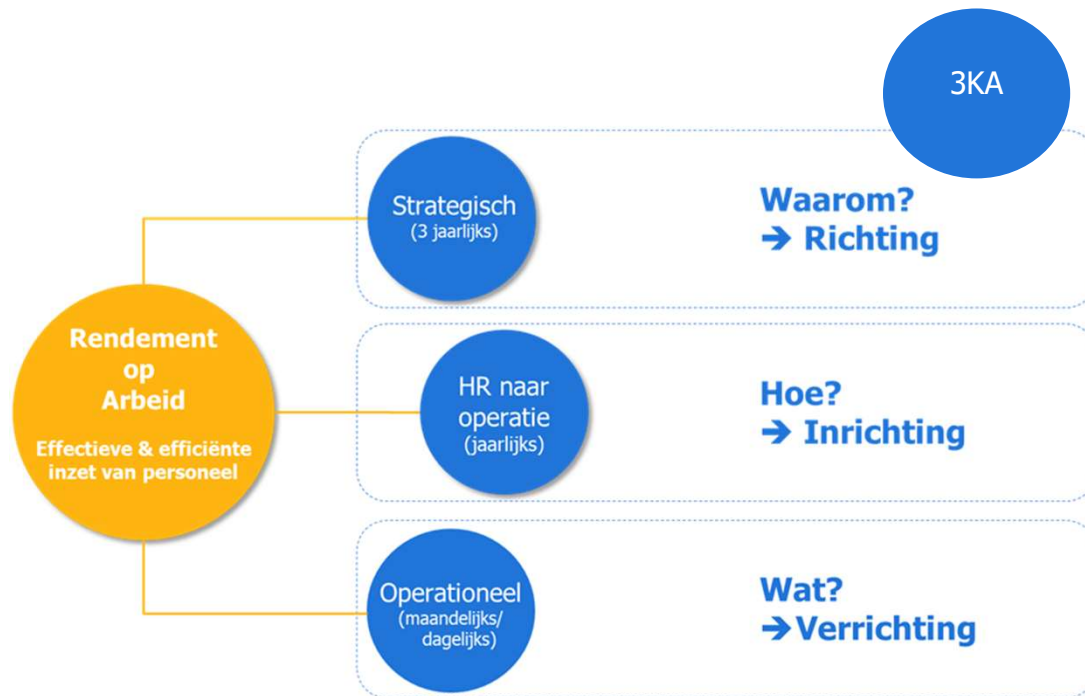 3KA
Strategisch
(3 jaarlijks)
Waarom?
➔ Richting
Rendement
op
Arbeid
Effectieve & efficiënte
inzet van personeel
HR naar
operatie
(jaarlijks)
Hoe?
➔ Inrichting
Operationeel
(maandelijks/
dagelijks)
Wat?
➔Verrichting